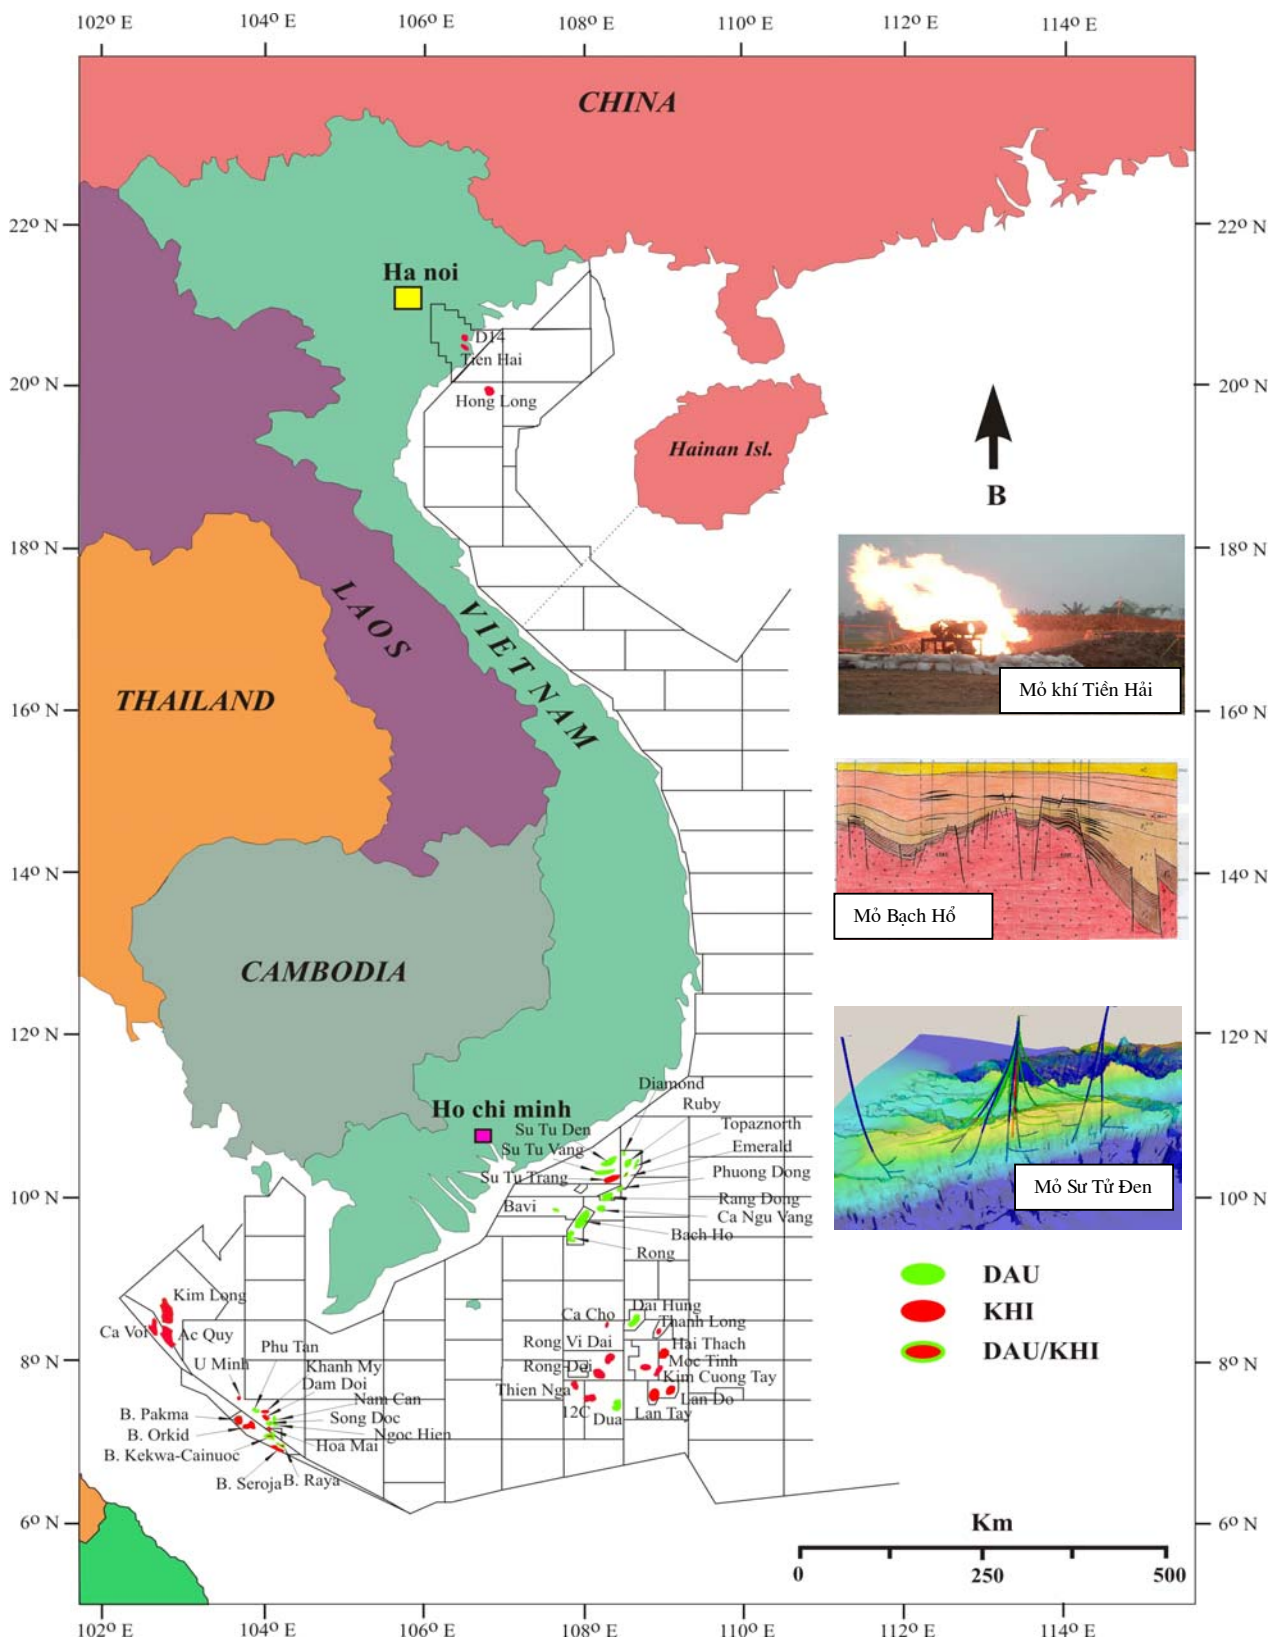 102º E
104º E
106º E
108º E
110º E
112º E
114º E
CHINA
22º N
22º N
Ha noi
D14
Tien Hai
20º N
20º N
Hong Long
Hainan Isl.
B
18º N
18º N
LAOS
VIETNAM
THAILAND
Mỏ khí Tiền Hải
16º N
16º N
14º N
14º N
Mỏ Bạch Hổ
CAMBODIA
12º N
12º N
Diamond
Ho chi minh
Ruby
Su Tu Den
Topaznorth
Su Tu Vang
Emerald
Su Tu Trang
Phuong Dong
Mỏ Sư Tử Đen
10º N
10º N
Rang Dong
Bavi
Ca Ngu Vang
Bach Ho
Rong
DAU
Kim Long
Dai Hung
KHI
Ca Cho
Thanh Long
Ca Voi
Ac Quy
Phu Tan
Rong Vi Dai
Hai Thach
DAU/KHI
8º N
8º N
U Minh
Khanh My
Rong Doi
Moc Tinh
Dam Doi
Kim Cuong Tay
Nam Can
Thien Nga
Lan Do
B. Pakma
Song Doc
12C
Dua
Lan Tay
B. Orkid
Ngoc Hien
Hoa Mai
B. Kekwa-Cainuoc
B. Seroja
B. Raya
6º N
6º N
Km
0
250
500
102º E
104º E
106º E
108º E
110º E
112º E
114º E